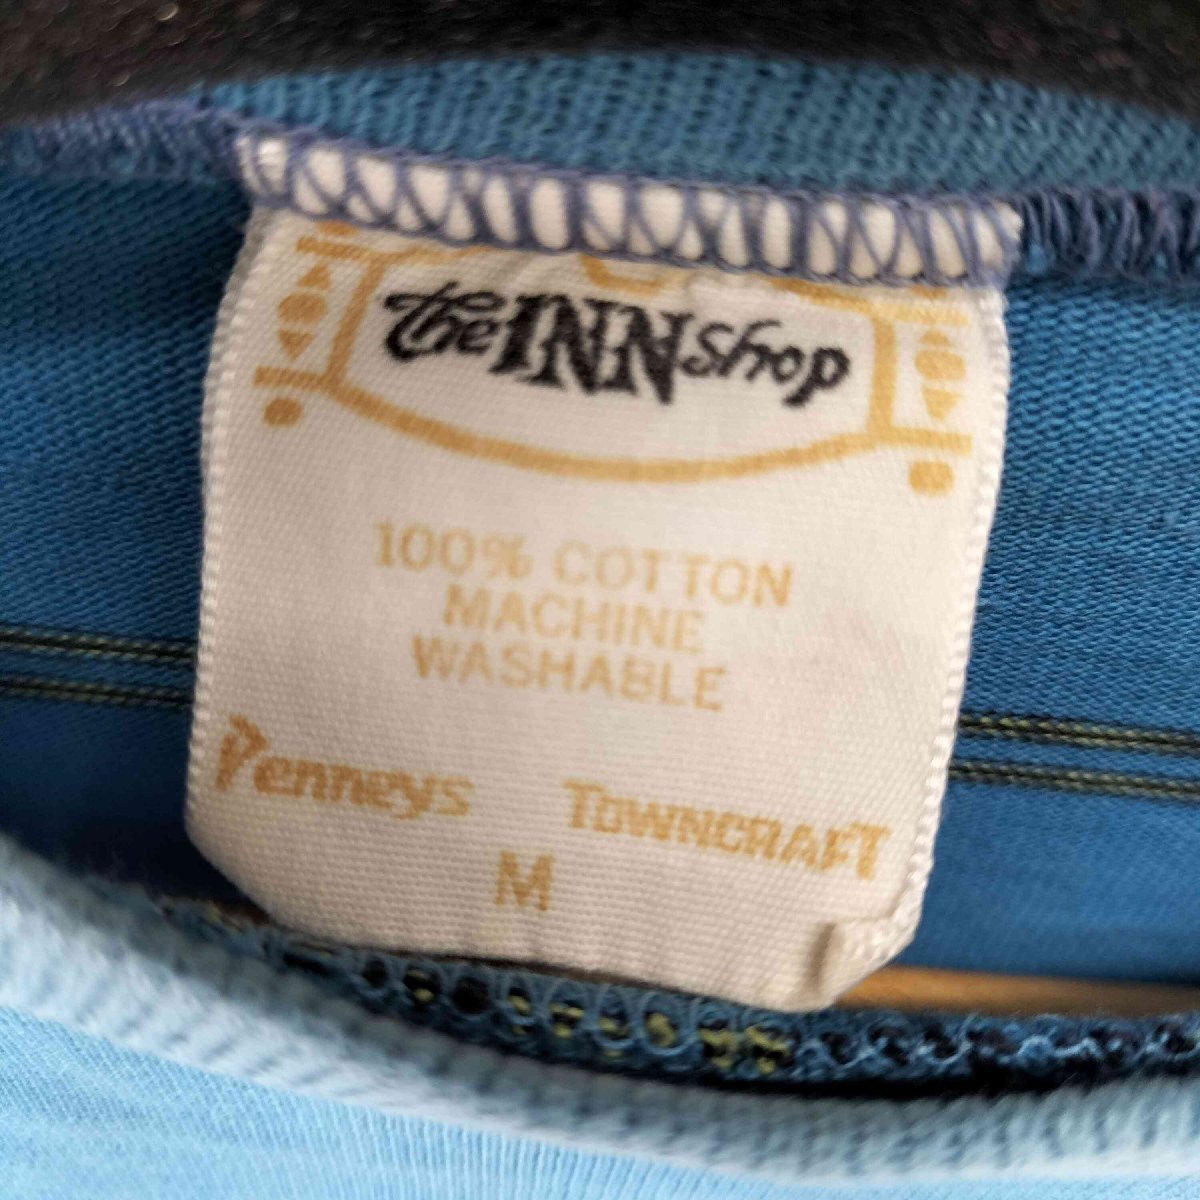 the INN shop
100% COTTON
MACHINE
WASHABLE
Penneys TOWNCRAFT
M